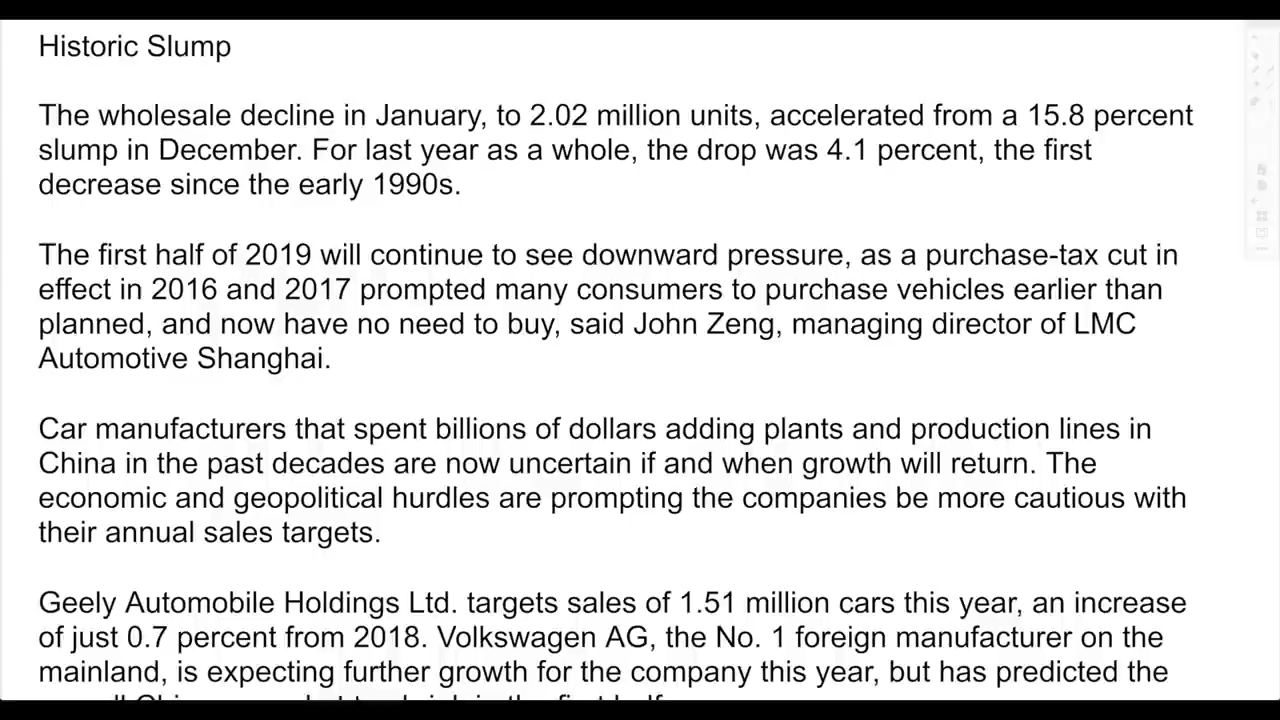 Historic Slump
The wholesale decline in January, to 2.02 million units, accelerated from a 15.8 percent
slump in December. For last year as a whole, the drop was 4.1 percent, the first
decrease since the early 1990s.
The first half of 2019 will continue to see downward pressure, as a purchase-tax cut in
effect in 2016 and 2017 prompted many consumers to purchase vehicles earlier than
planned, and now have no need to buy, said John Zeng, managing director of LMC
Automotive Shanghai.
Car manufacturers that spent billions of dollars adding plants and production lines in
China in the past decades are now uncertain if and when growth will return. The
economic and geopolitical hurdles are prompting the companies be more cautious with
their annual sales targets.
Geely Automobile Holdings Ltd. targets sales of 1.51 million cars this year, an increase
of just 0.7 percent from 2018. Volkswagen AG, the No. 1 foreign manufacturer on the
mainland, is expecting further growth for the company this year, but has predicted the